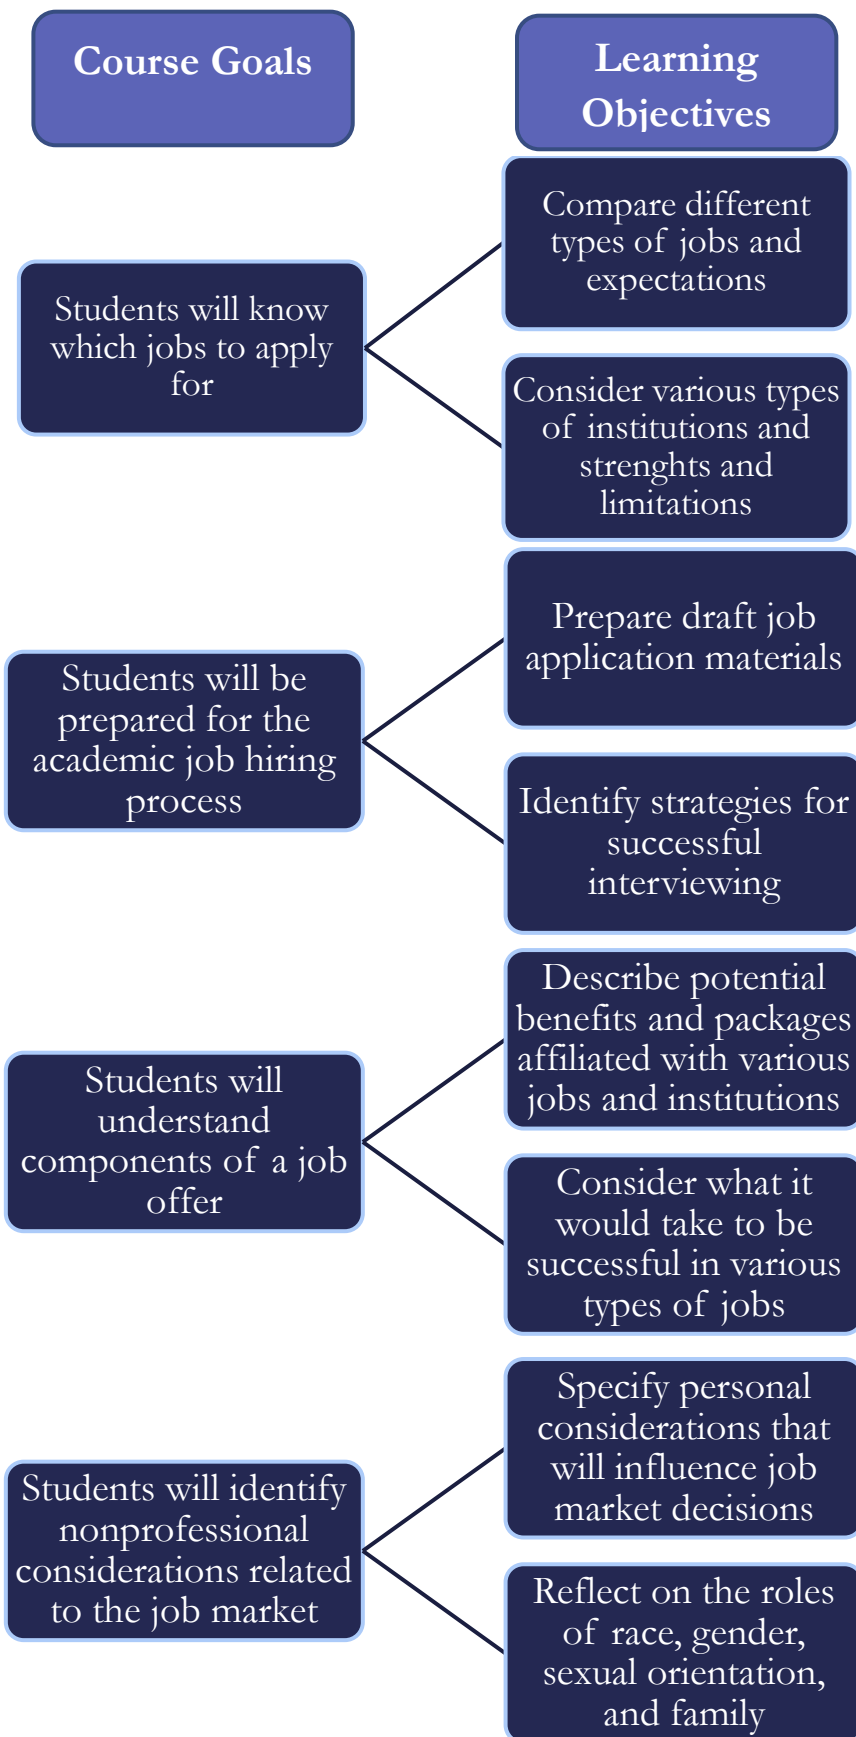 Course Goals
Learning
Objectives
Students will know
which jobs to apply
for
Compare different
types of jobs and
expectations
Consider various types
of institutions and
strenghts and
limitations
Students will be
prepared for the
academic job hiring
process
Prepare draft job
application materials
Identify strategies for
successful
interviewing
Students will
understand
components of a job
offer
Describe potential
benefits and packages
affiliated with various
jobs and institutions
Consider what it
would take to be
successful in various
types of jobs
Students will identify
nonprofessional
considerations related
to the job market
Specify personal
considerations that
will influence job
market decisions
Reflect on the roles
of race, gender,
sexual orientation,
and family